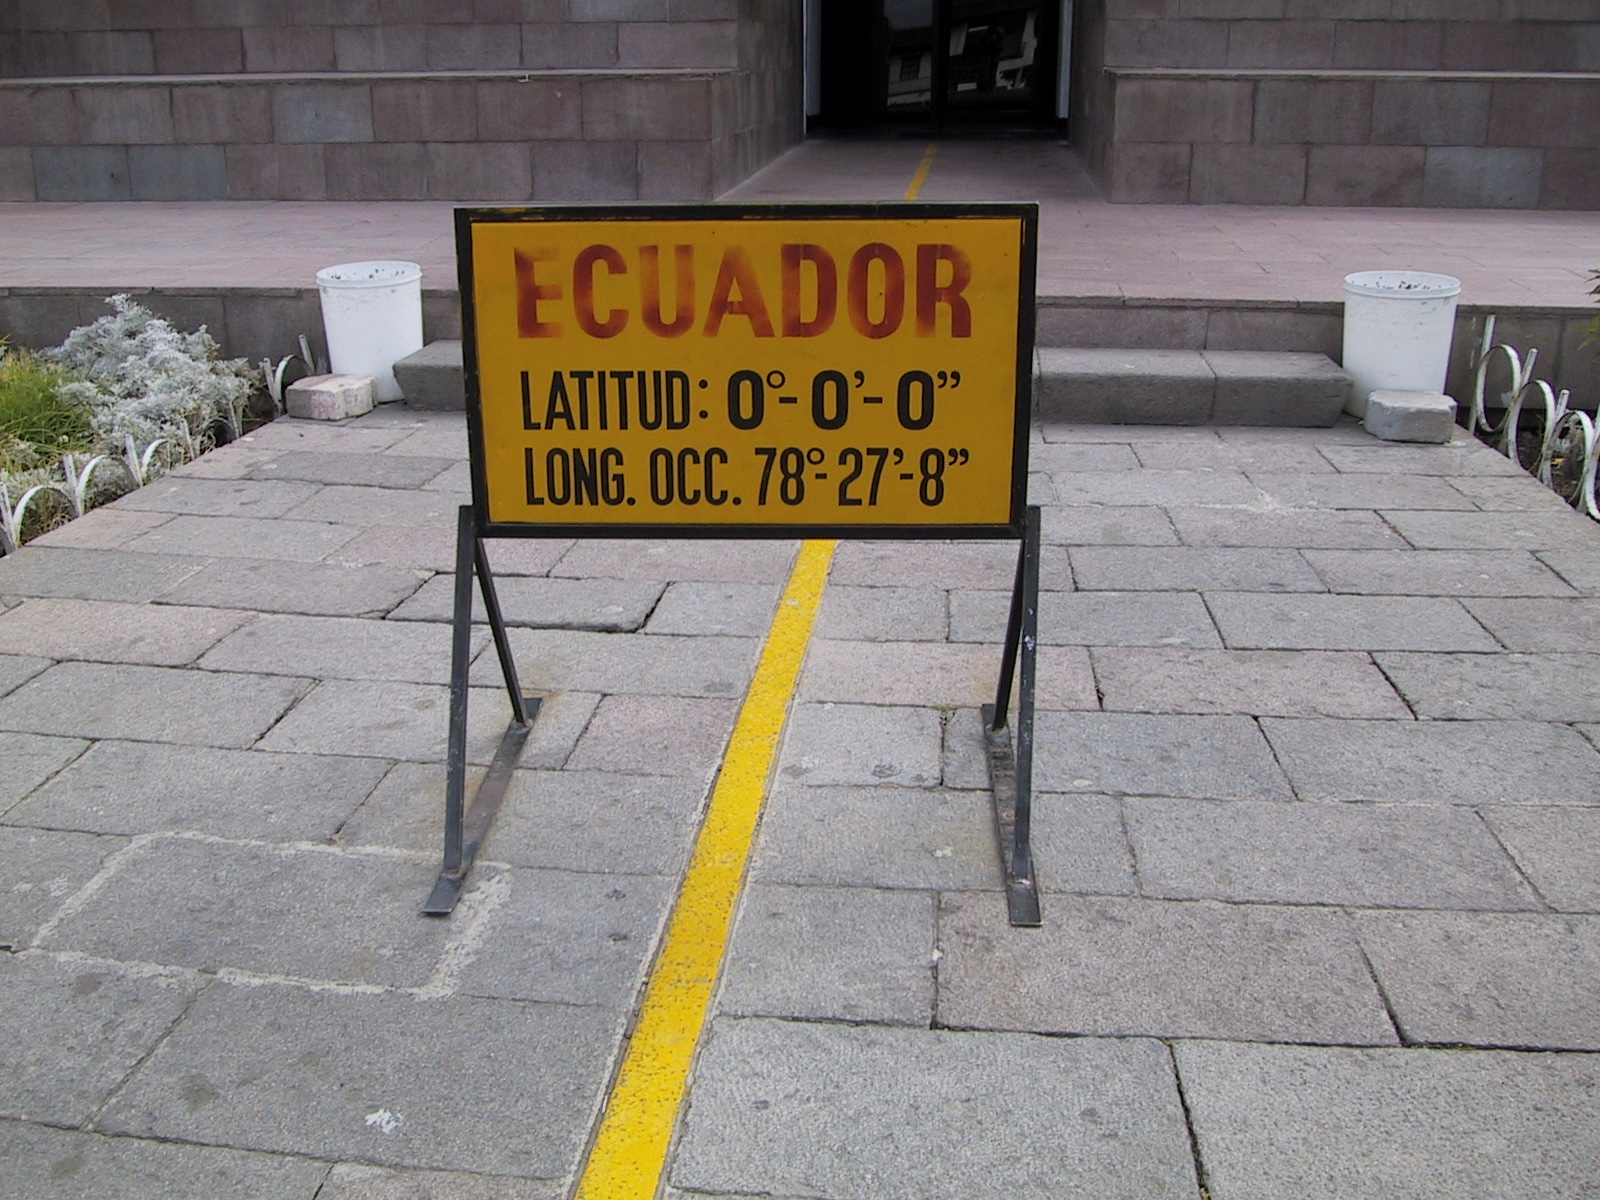 ECUADOR
LATITUD: 0°-0'-0"
LONG. OCC. 78°-27'-8"